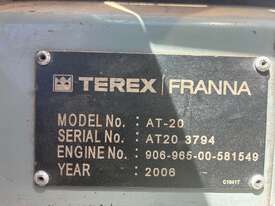 TEREX FRANNA
MODEL No. : AT-20
SERIAL No. : AT20 3794
ENGINE No. : 906-965-00-581549
YEAR : 2006